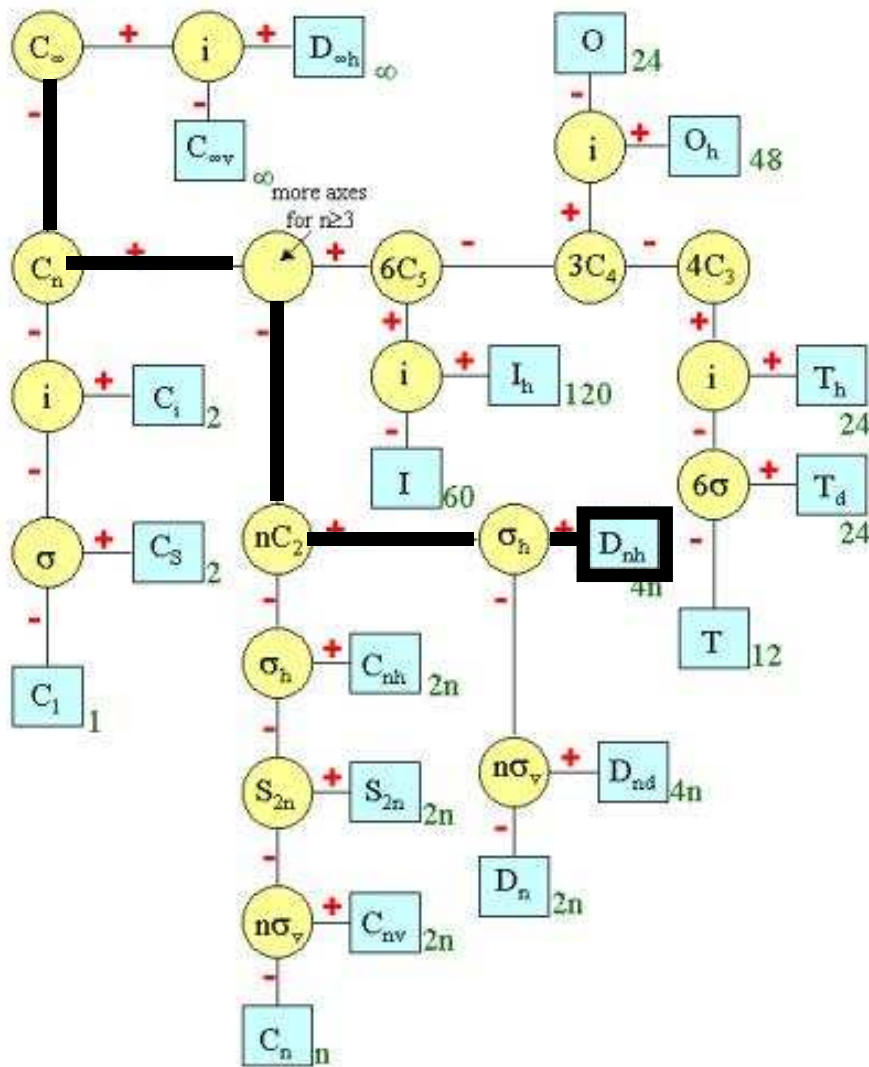 C∞ + i + D∞h ∞
O 24
- - -
C∞v ∞
i + Oh 48
more axes
for n≥3
+
Cn + + 6C5 - 3C4 - 4C3
- - + +
i + Ci 2
i + Ih 120
i + Th 24
- - -
I 60
6σ + Td 24
σ + CS 2
nC2 + σh + Dnh 4n
- - - -
C1 1
σh + Cnh 2n
T 12
-
S2n + S2n 2n
nσv + Dnd 4n
- -
Dn 2n
nσv + Cnv 2n
-
Cn n